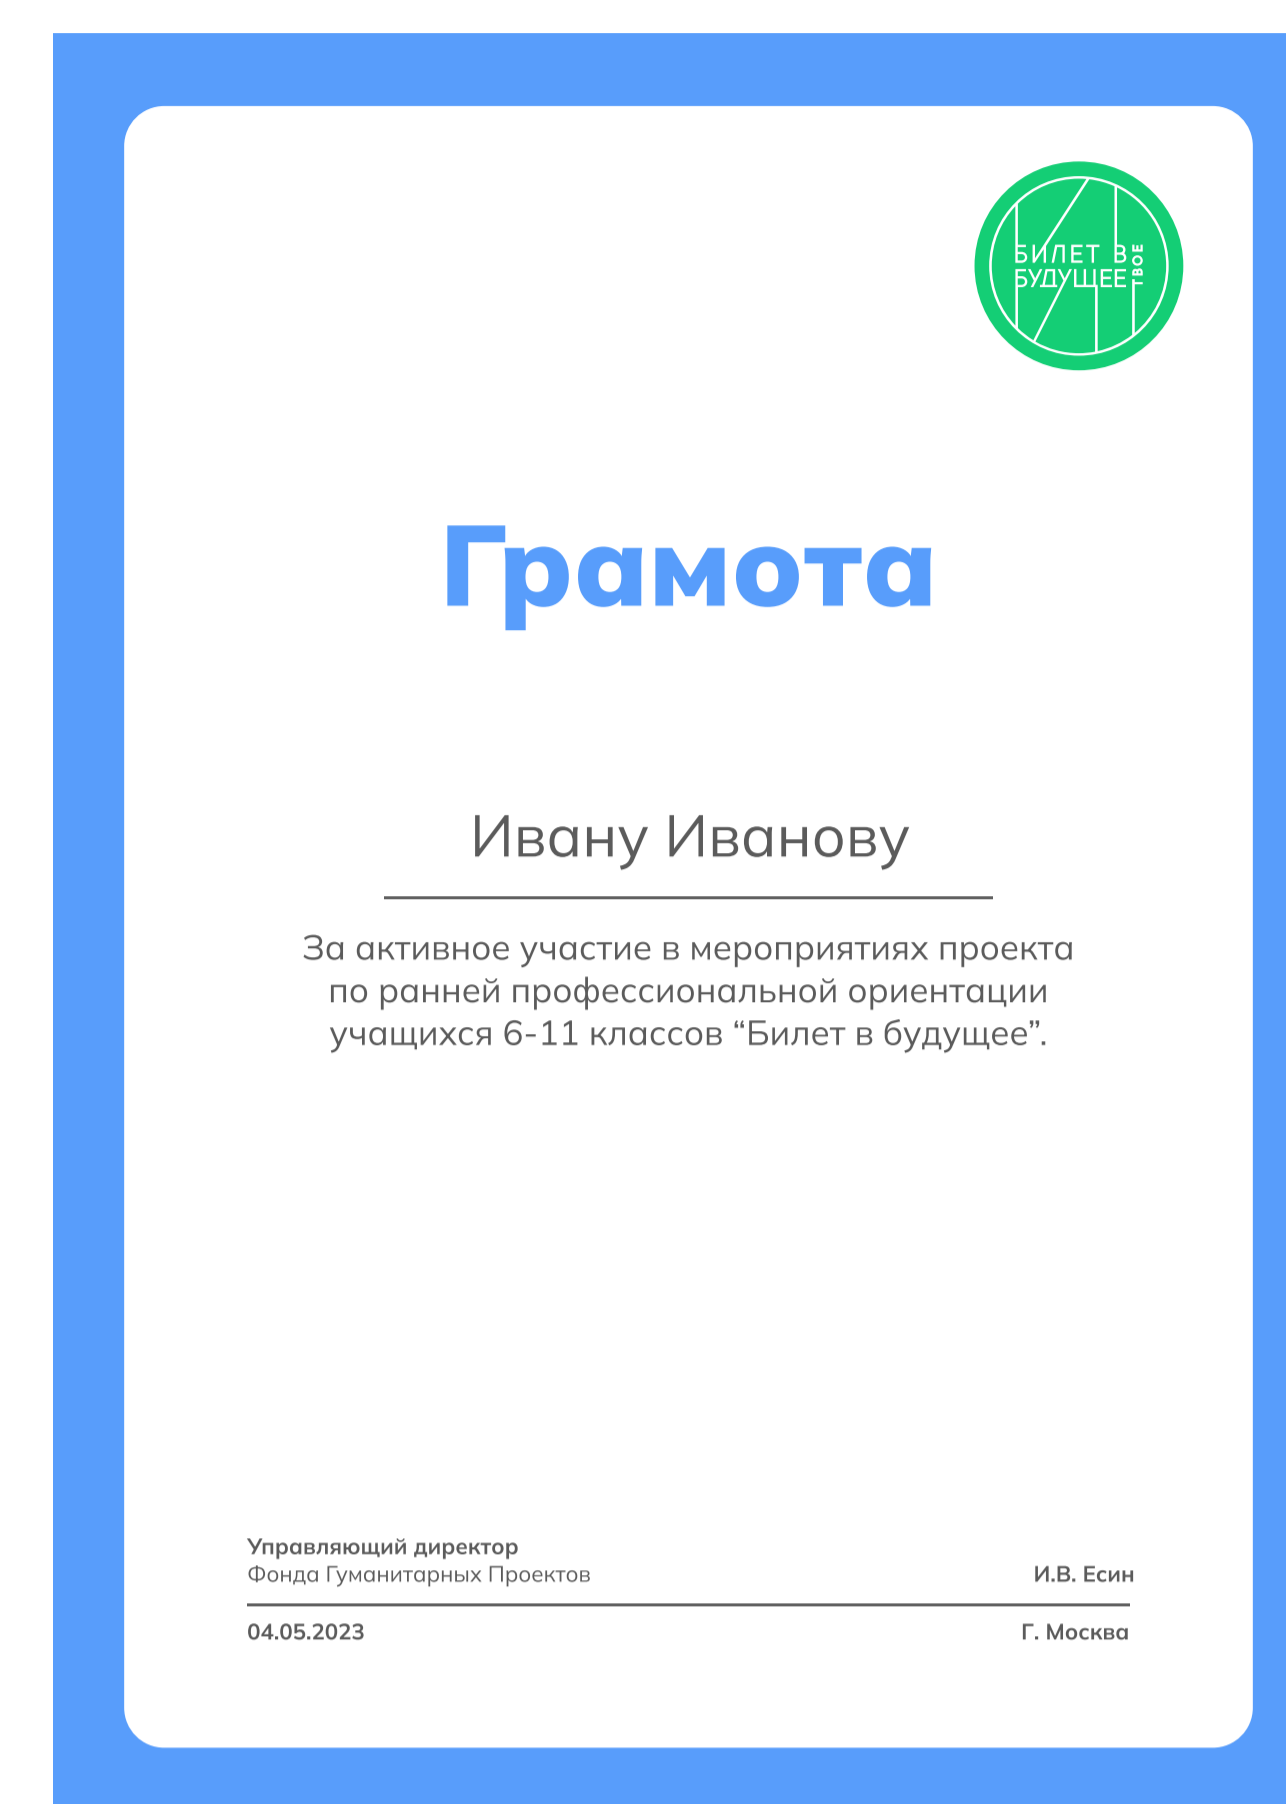 БИЛЕТ В
БУДУЩЕЕ
ТВОЕ
Грамота
Ивану Иванову
За активное участие в мероприятиях проекта
по ранней профессиональной ориентации
учащихся 6-11 классов “Билет в будущее”.
Управляющий директор
Фонда Гуманитарных Проектов
И.В. Есин
04.05.2023
Г. Москва